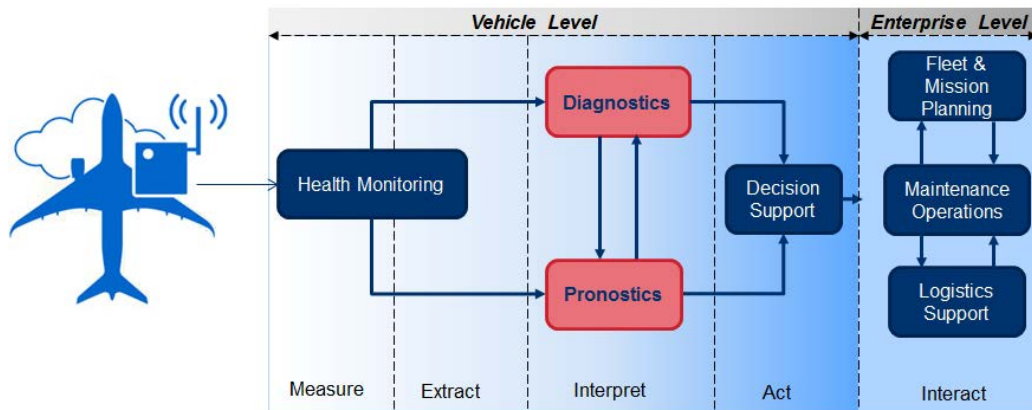 Vehicle Level
Enterprise Level
Fleet &
Mission
Planning
Diagnostics
Health Monitoring
Decision
Support
Maintenance
Operations
Pronostics
Logistics
Support
Measure
Extract
Interpret
Act
Interact